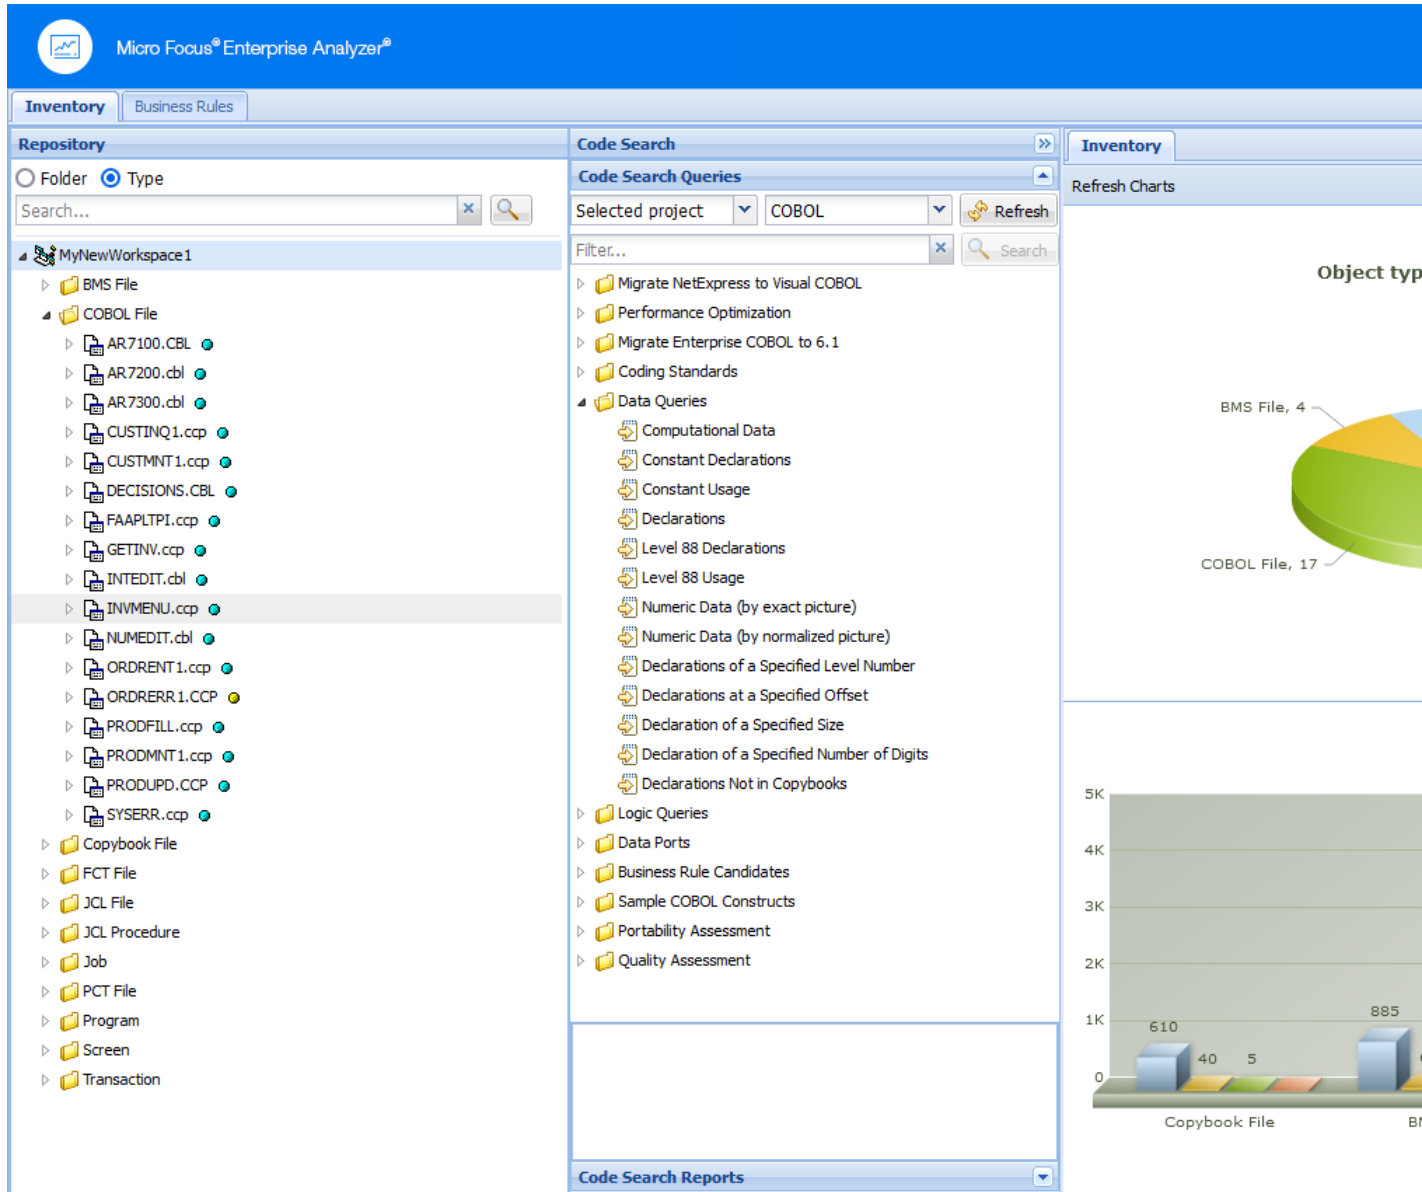 Micro Focus® Enterprise Analyzer®
Inventory
Business Rules
Repository
Folder
Type
Search...
MyNewWorkspace1
BMS File
COBOL File
AR7100.CBL
AR7200.cbl
AR7300.cbl
CUSTINQ1.ccp
CUSTMNT1.ccp
DECISIONS.CBL
FAAPLTPI.ccp
GETINV.ccp
INTEDIT.cbl
INVMENU.ccp
NUMEDIT.cbl
ORDRENT1.ccp
ORDRERR1.CCP
PRODFILL.ccp
PRODMNT1.ccp
PRODUPD.CCP
SYSERR.ccp
Copybook File
FCT File
JCL File
JCL Procedure
Job
PCT File
Program
Screen
Transaction
Code Search
Code Search Queries
Selected project
COBOL
Refresh
Filter...
Search
Migrate NetExpress to Visual COBOL
Performance Optimization
Migrate Enterprise COBOL to 6.1
Coding Standards
Data Queries
Computational Data
Constant Declarations
Constant Usage
Declarations
Level 88 Declarations
Level 88 Usage
Numeric Data (by exact picture)
Numeric Data (by normalized picture)
Declarations of a Specified Level Number
Declarations at a Specified Offset
Declaration of a Specified Size
Declaration of a Specified Number of Digits
Declarations Not in Copybooks
Logic Queries
Data Ports
Business Rule Candidates
Sample COBOL Constructs
Portability Assessment
Quality Assessment
Code Search Reports
Inventory
Refresh Charts
Object typ
BMS File, 4
COBOL File, 17
5K
4K
3K
2K
1K
0
610
40
5
885
Copybook File